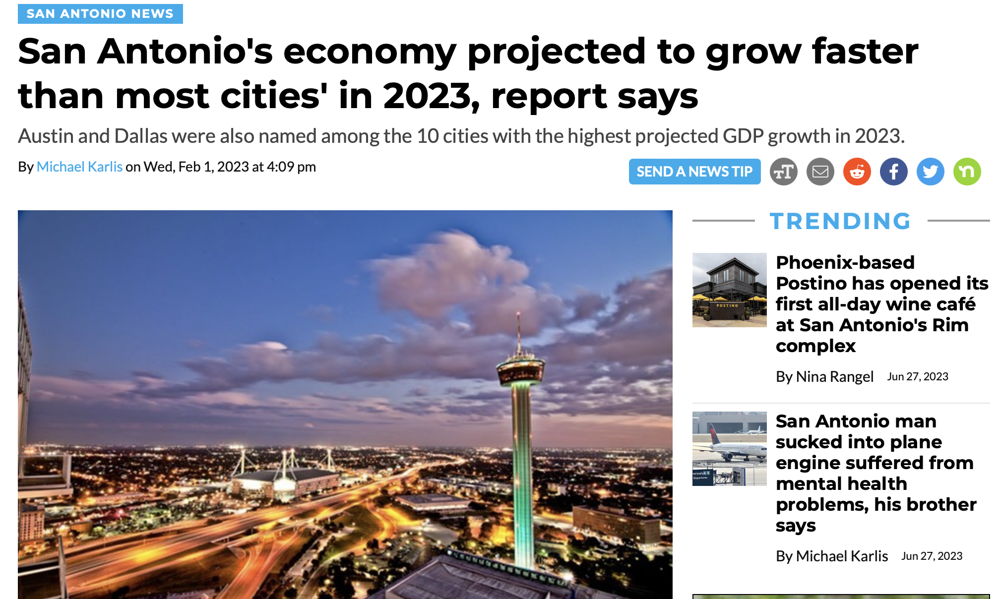 SAN ANTONIO NEWS
San Antonio's economy projected to grow faster
than most cities' in 2023, report says
Austin and Dallas were also named among the 10 cities with the highest projected GDP growth in 2023.
By Michael Karlis on Wed, Feb 1, 2023 at 4:09 pm
SEND A NEWS TIP
TRENDING
Phoenix-based
Postino has opened its
first all-day wine café
at San Antonio's Rim
complex
By Nina Rangel Jun 27, 2023
POSTINO
San Antonio man
sucked into plane
engine suffered from
mental health
problems, his brother
says
By Michael Karlis Jun 27, 2023
Departures